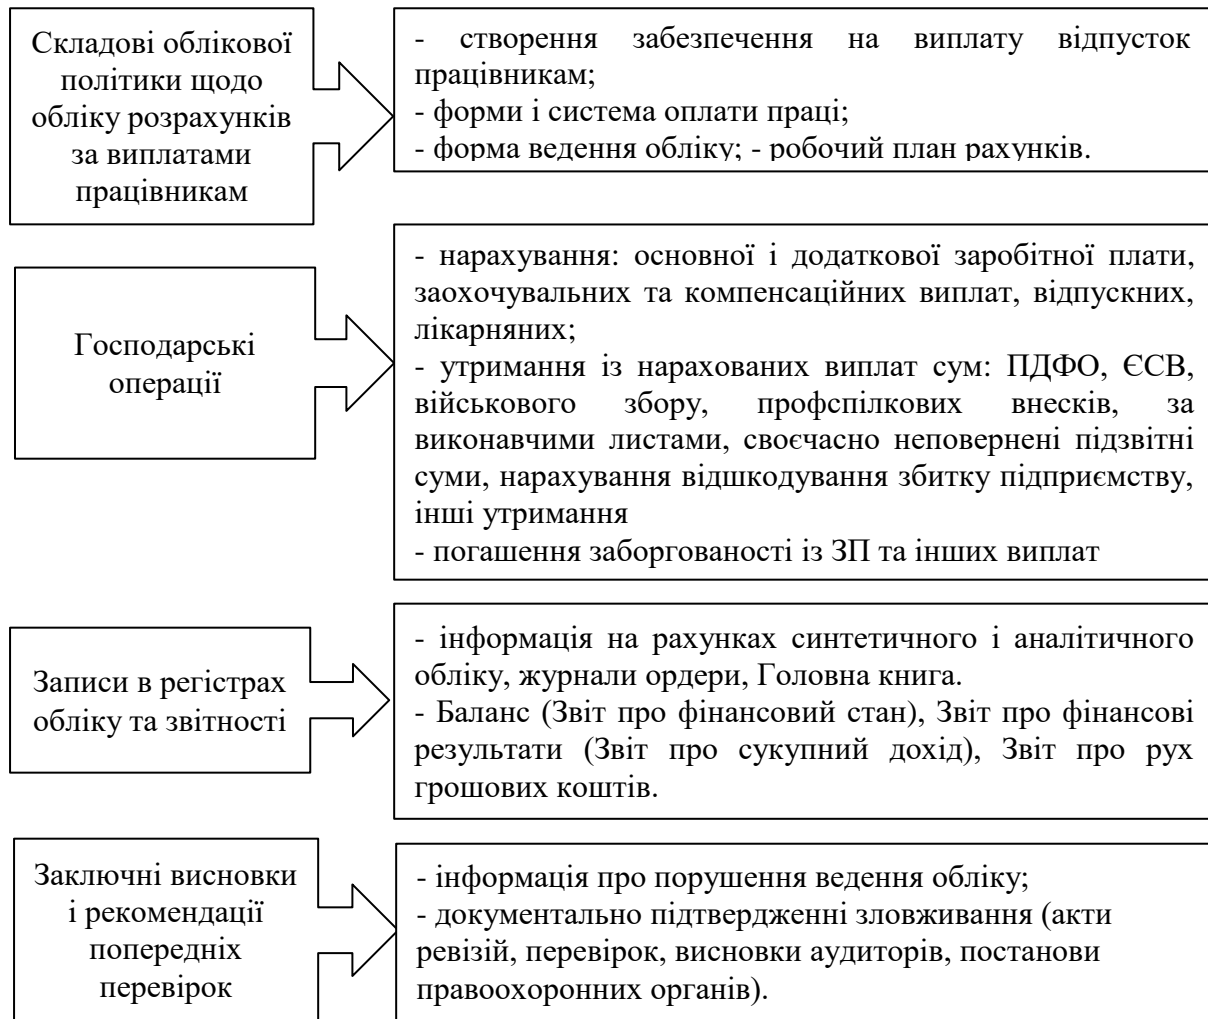 Складові облікової
політики щодо
обліку розрахунків
за виплатами
працівникам
- створення забезпечення на виплату відпусток
працівникам;
- форми і система оплати праці;
- форма ведення обліку; - робочий план рахунків.
Господарські
операції
- нарахування: основної і додаткової заробітної плати,
заохочувальних та компенсаційних виплат, відпускних,
лікарняних;
- утримання із нарахованих виплат сум: ПДФО, ЄСВ,
військового збору, профспілкових внесків, за
виконавчими листами, своєчасно неповернені підзвітні
суми, нарахування відшкодування збитку підприємству,
інші утримання
- погашення заборгованості із ЗП та інших виплат
Записи в регістрах
обліку та звітності
- інформація на рахунках синтетичного і аналітичного
обліку, журнали ордери, Головна книга.
- Баланс (Звіт про фінансовий стан), Звіт про фінансові
результати (Звіт про сукупний дохід), Звіт про рух
грошових коштів.
Заключні висновки
і рекомендації
попередніх
перевірок
- інформація про порушення ведення обліку;
- документально підтвердженні зловживання (акти
ревізій, перевірок, висновки аудиторів, постанови
правоохоронних органів).